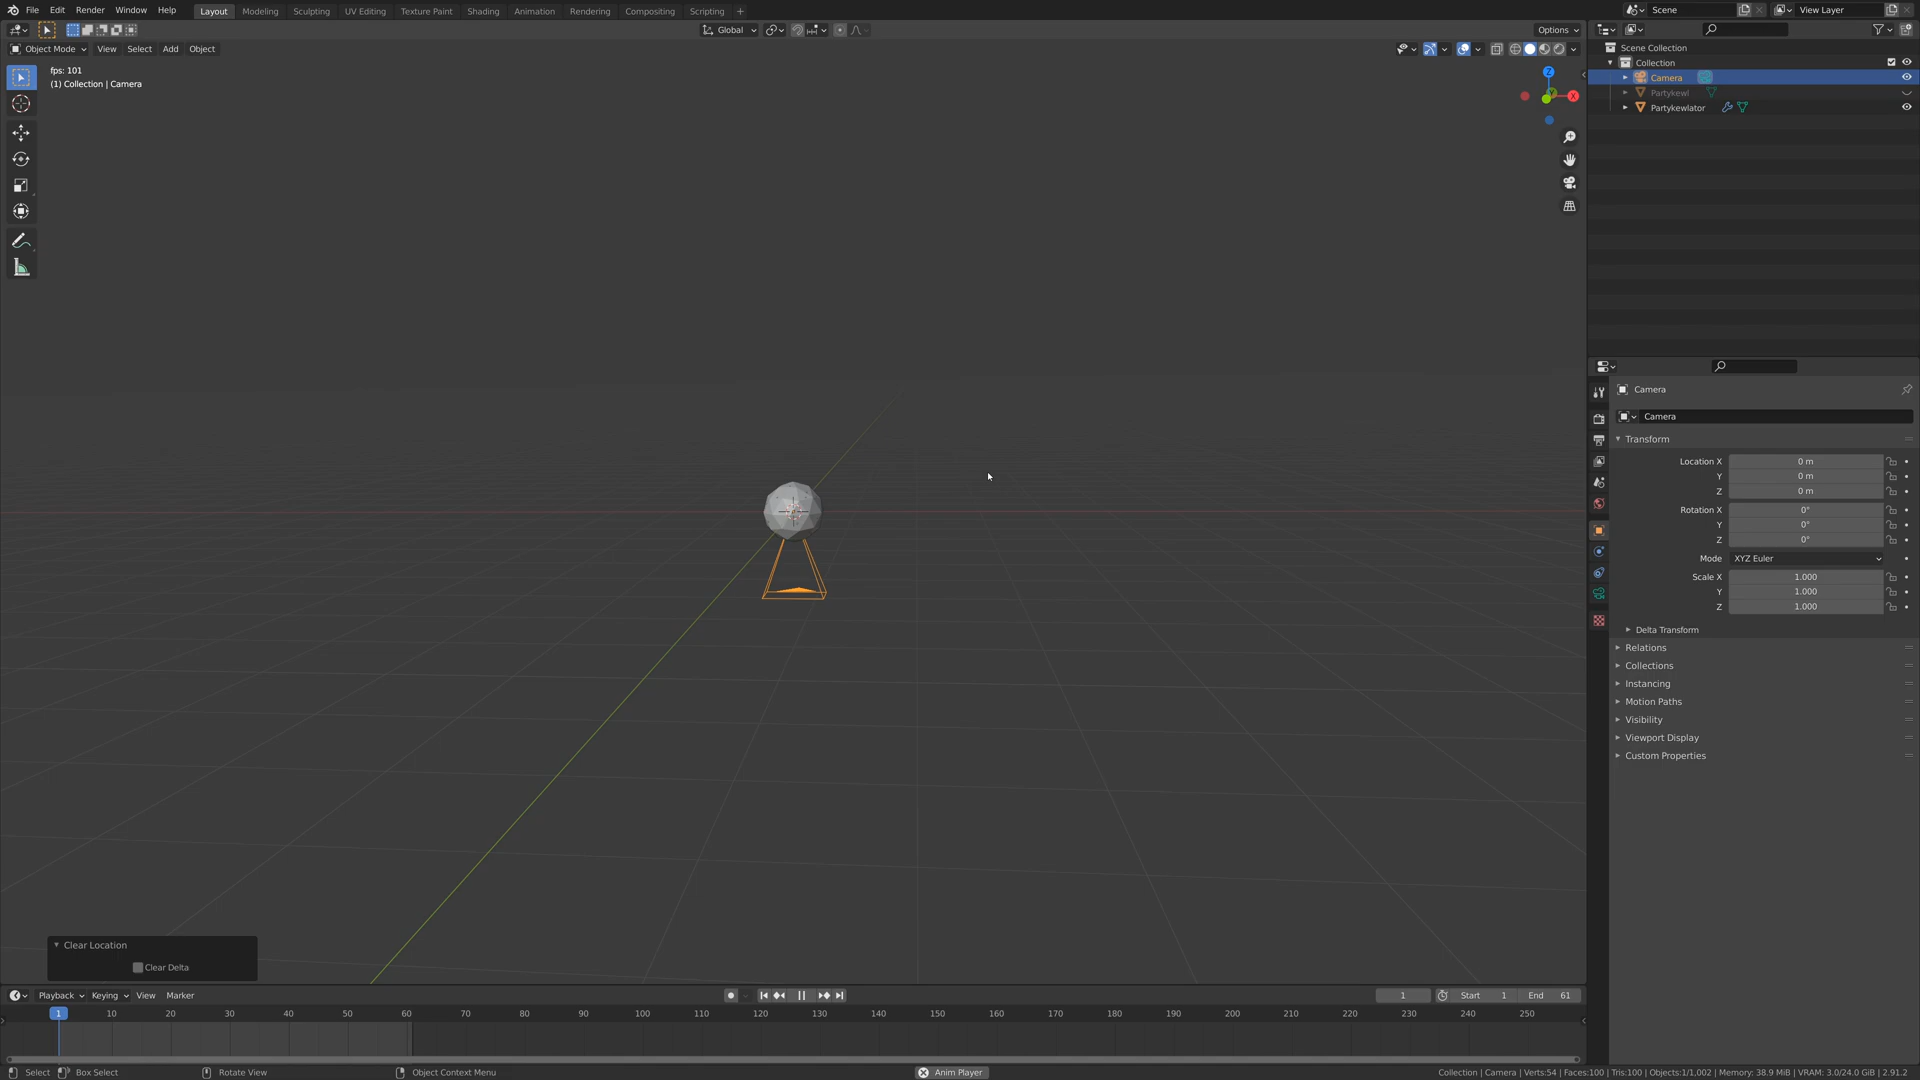 File Edit Render Window Help Layout Modeling Sculpting UV Editing Texture Paint Shading Animation Rendering Compositing Scripting + Scene View Layer
Global Options
Object Mode View Select Add Object
Scene Collection
Collection
Camera
Partykewl
Partykewlator
fps: 101
(1) Collection | Camera
Z
Y
X
Camera
Camera
Transform
Location X 0 m
Y 0 m
Z 0 m
Rotation X 0°
Y 0°
Z 0°
Mode XYZ Euler
Scale X 1.000
Y 1.000
Z 1.000
Delta Transform
Relations
Collections
Instancing
Motion Paths
Visibility
Viewport Display
Custom Properties
Clear Location
Clear Delta
Playback Keying View Marker 1 Start 1 End 61
1 10 20 30 40 50 60 70 80 90 100 110 120 130 140 150 160 170 180 190 200 210 220 230 240 250
Select Box Select Rotate View Object Context Menu Anim Player Collection | Camera | Verts:54 | Faces:100 | Tris:100 | Objects:1/1,002 | Memory: 38.9 MiB | VRAM: 3.0/24.0 GiB | 2.91.2